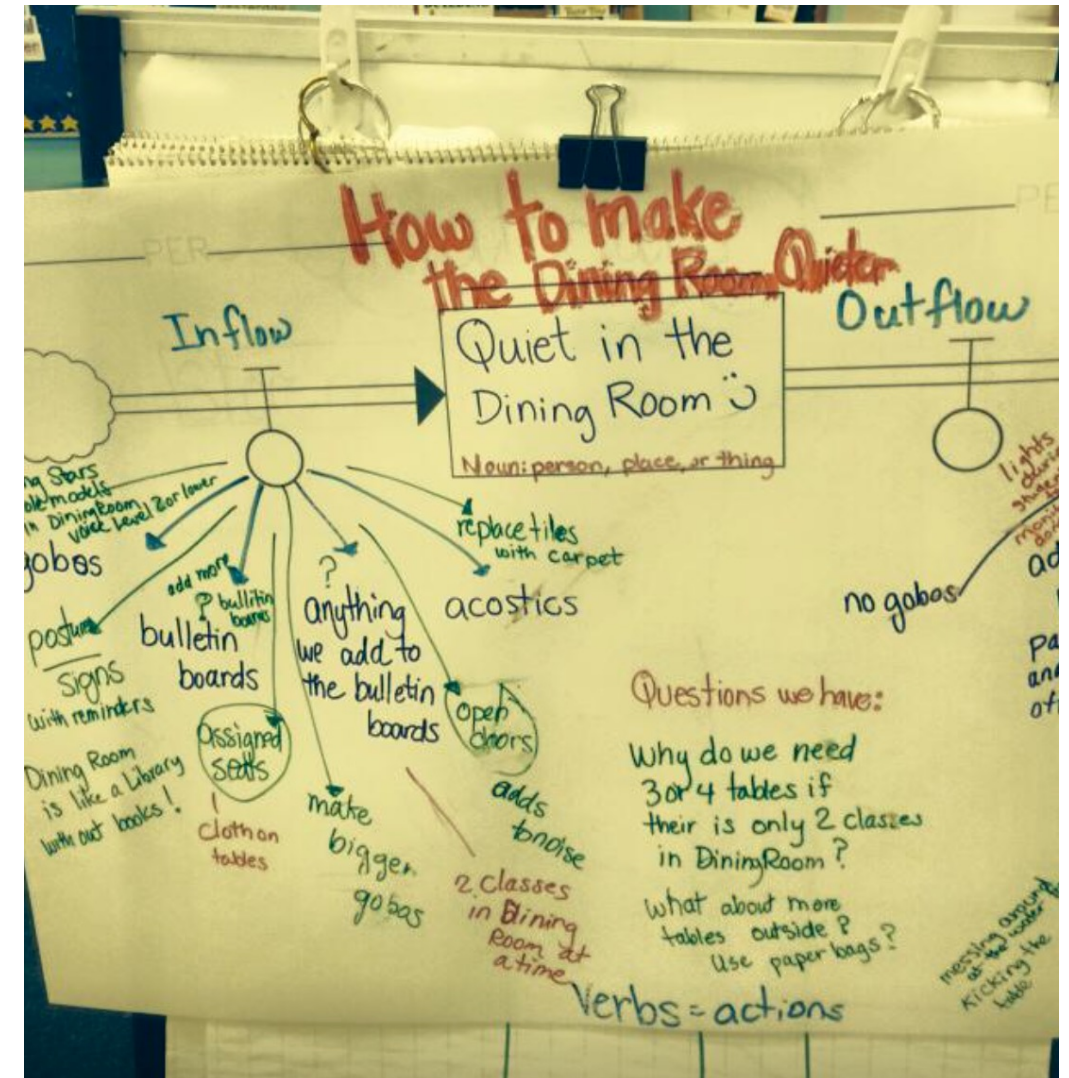 How to make
the Dining Room Quieter
PER
PE
Inflow
Outflow
Quiet in the
Dining Room
Noun: person, place, or thing
Stars
models
in Dining Room
voice level 2 or lower
gobos
posture
signs
with reminders
Dining Room
is like a Library
with out books!
add more
? bullitin
bulletin
boards
assigned
seats
cloth on
tables
make
bigger
gobos
?
anything
we add to
the bulletin
boards
2 classes
in Dining
Room at
a time
open
doors
adds
to noise
replace tiles
with carpet
acostics
lights
no gobos
Questions we have:
Why do we need
3 or 4 tables if
their is only 2 classes
in Dining Room?
What about more
tables outside?
Use paper bags?
messing around
at the water
kicking the
table
Verbs = actions